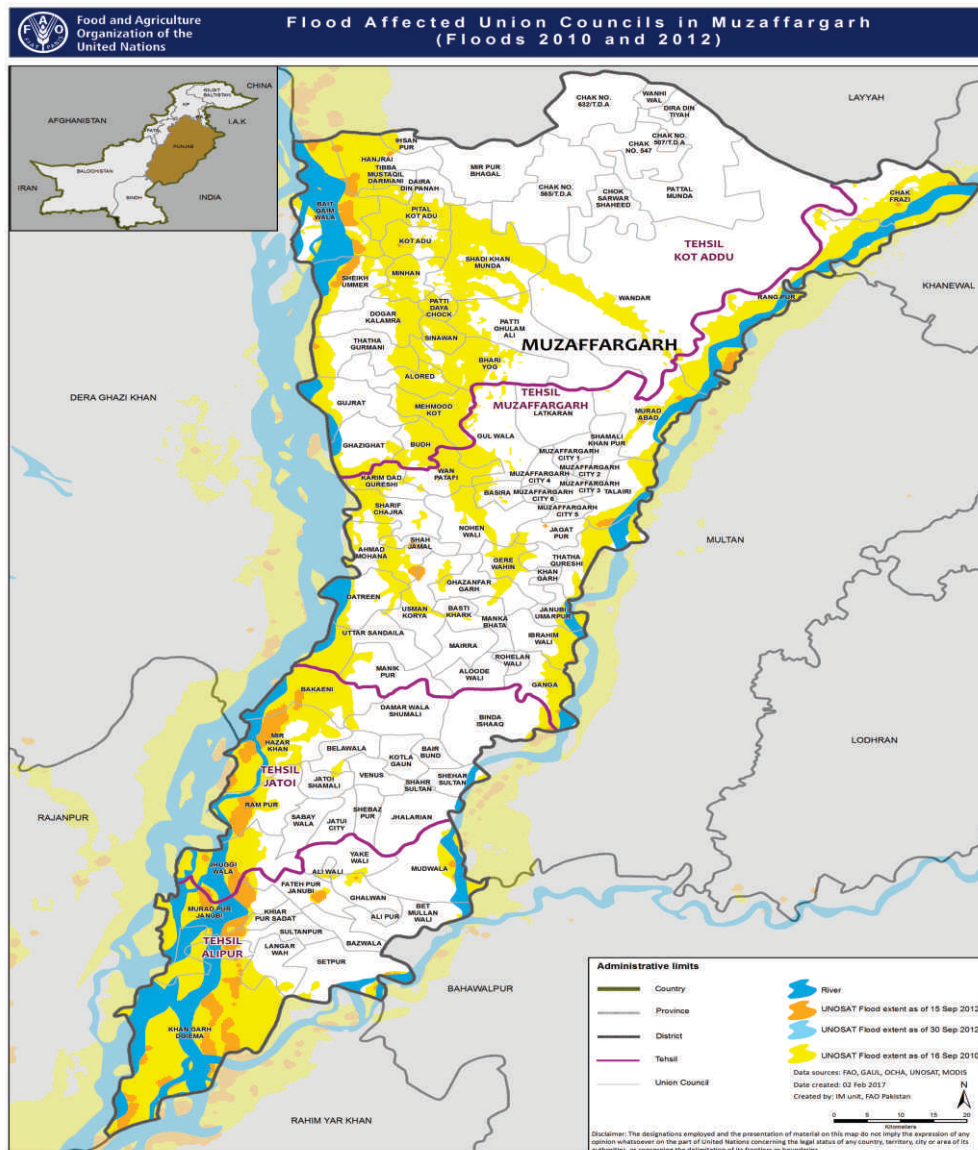 Food and Agriculture
Organization of the
United Nations
Flood Affected Union Councils in Muzaffargarh
(Floods 2010 and 2012)
CHINA
GILGIT
BALTISTAN
KP
AFGHANISTAN
I.A.K
FATA
PUNJAB
IRAN
BALOCHISTAN
INDIA
SINDH
LAYYAH
CHAK NO.
632/T.D.A
WANHI
WAL
DIRA DIN
TIYAH
CHAK NO.
547
CHAK NO.
507/T.D.A
IHSAN
PUR
HANJRAI
TIBBA
MUSTAQIL
DARMIANI
DAIRA
DIN PANAH
MIR PUR
BHAGAL
CHAK NO.
565/T.D.A
CHOK
SARWAR
SHAHEED
PATTAL
MUNDA
CHAK
FRAZI
BAIT
QAIM
WALA
PITAL
KOT ADU
KOT ADU
TEHSIL
KOT ADDU
SHADI KHAN
MUNDA
KHANEWAL
SHEIKH
UMMER
MINHAN
WANDAR
RANG PUR
DOGAR
KALAMRA
PATTI
DAYA
CHOCK
PATTI
GHULAM
ALI
THATHA
GURMANI
SINAWAN
MUZAFFARGARH
BHARI
YOG
ALORED
DERA GHAZI KHAN
TEHSIL
MUZAFFARGARH
LATKARAN
GUJRAT
MEHMOOD
KOT
MURAD
ABAD
GHAZIGHAT
BUDH
GUL WALA
SHAMALI
KHAN PUR
MUZAFFARGARH
CITY 1
KARIM DAD
QURESHI
WAN
PATAFI
MUZAFFARGARH
CITY 4
MUZAFFARGARH
CITY 2
BASIRA
MUZAFFARGARH
CITY 6
MUZAFFARGARH
CITY 3
TALAIRI
SHARIF
CHAJRA
MUZAFFARGARH
CITY 5
NOHEN
WALI
JAGAT
PUR
MULTAN
AHMAD
MOHANA
SHAH
JAMAL
GERE
WAHIN
THATHA
QURESHI
KHAN
GARH
GHAZANFAR
GARH
DATREEN
USMAN
KORYA
BASTI
KHARK
MANKA
BHATA
JANUBI
UMARPUR
UTTAR SANDAILA
IBRAHIM
WALI
MAIRRA
ROHELAN
WALI
MANIK
PUR
ALOODE
WALI
GANGA
BAKAENI
DAMAR WALA
SHUMALI
BINDA
ISHAAQ
MIR
HAZAR
KHAN
BELAWALA
BAIR
BUND
KOTLA
GAUN
LODHRAN
TEHSIL
JATOI
JATOI
SHAMALI
VENUS
SHAHR
SULTAN
SHEHAR
SULTAN
RAM PUR
RAJANPUR
SABAY
WALA
JATUI
CITY
SHEBAZ
PUR
JHALARIAN
YAKE
WALI
JHUGGI
WALA
ALI WALI
MUDWALA
FATEH PUR
JANUBI
GHALWAN
MURAD PUR
JANUBI
KHIAR
PUR SADAT
ALI PUR
BET
MULLAN
WALI
TEHSIL
ALIPUR
SULTANPUR
LANGAR
WAH
BAZWALA
SETPUR
BAHAWALPUR
KHAN GARH
DOIEMA
RAHIM YAR KHAN
Administrative limits
Country
Province
District
Tehsil
Union Council
River
UNOSAT Flood extent as of 15 Sep 2012
UNOSAT Flood extent as of 30 Sep 2012
UNOSAT Flood extent as of 16 Sep 2010
Data sources: FAO, GAUL, OCHA, UNOSAT, MODIS
Date created: 02 Feb 2017
Created by: IM unit, FAO Pakistan
N
0 5 10 15 20
Kilometers
Disclaimer: The designations employed and the presentation of material on this map do not imply the expression of any
opinion whatsoever on the part of United Nations concerning the legal status of any country, territory, city or area of its